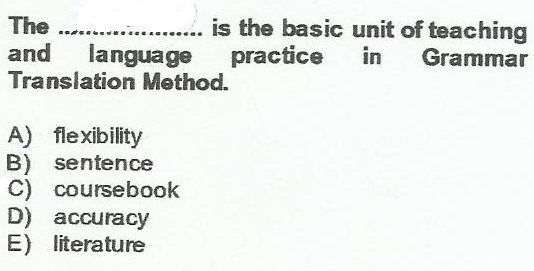 The ...................... is the basic unit of teaching
and language practice in Grammar
Translation Method.
A) flexibility
B) sentence
C) coursebook
D) accuracy
E) literature